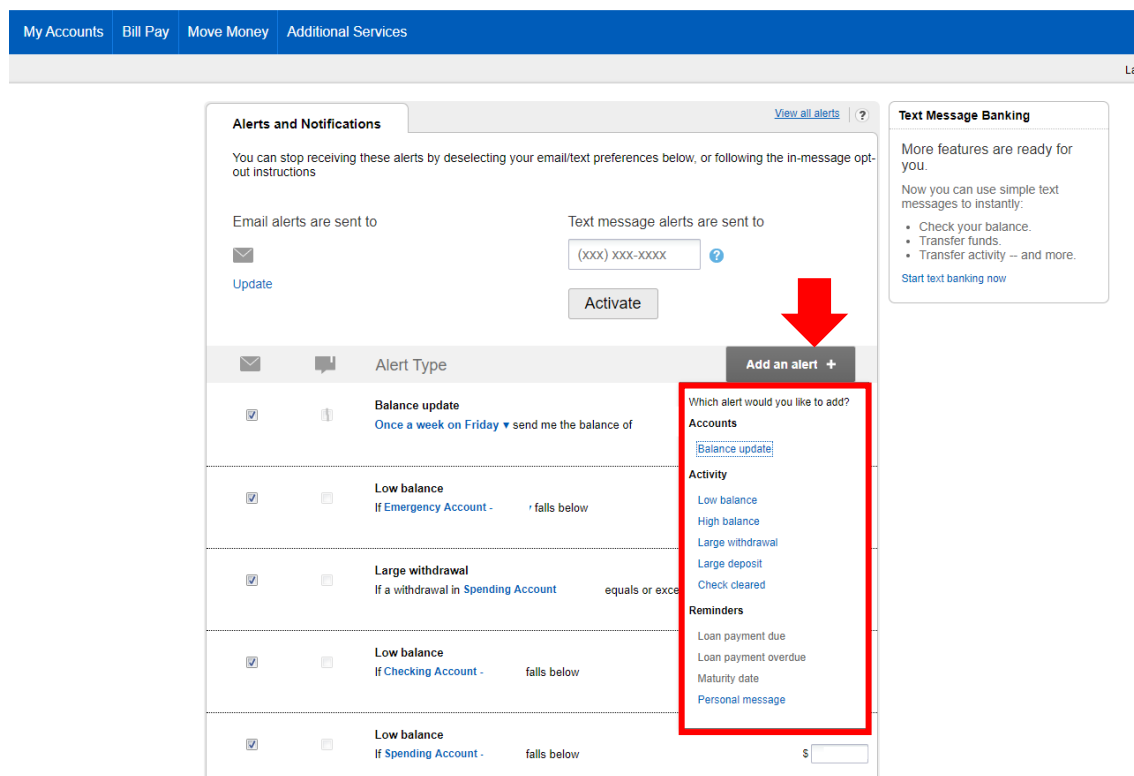 My Accounts Bill Pay Move Money Additional Services
La
Alerts and Notifications
View all alerts ?
You can stop receiving these alerts by deselecting your email/text preferences below, or following the in-message opt-
out instructions
Email alerts are sent to
Update
Text message alerts are sent to
(xxx) xxx-xxxx ?
Activate
Text Message Banking
More features are ready for
you.
Now you can use simple text
messages to instantly:
• Check your balance.
• Transfer funds.
• Transfer activity -- and more.
Start text banking now
Alert Type
Add an alert +
Balance update
Once a week on Friday ▾ send me the balance of
Low balance
If Emergency Account - falls below
Large withdrawal
If a withdrawal in Spending Account equals or exce
Low balance
If Checking Account - falls below
Low balance
If Spending Account - falls below $
Which alert would you like to add?
Accounts
Balance update
Activity
Low balance
High balance
Large withdrawal
Large deposit
Check cleared
Reminders
Loan payment due
Loan payment overdue
Maturity date
Personal message